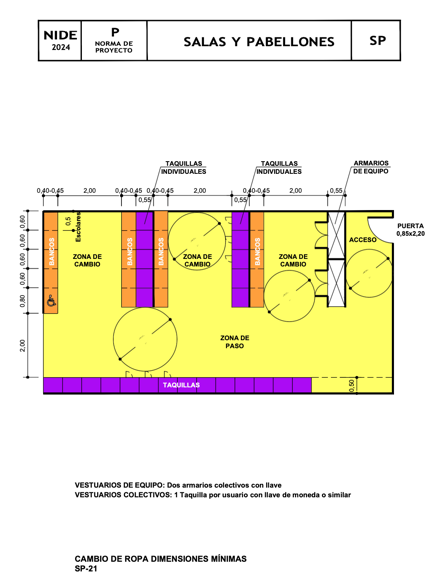 NIDE
2024
P
NORMA DE
PROYECTO
SALAS Y PABELLONES
SP
TAQUILLAS
INDIVIDUALES
TAQUILLAS
INDIVIDUALES
ARMARIOS
DE EQUIPO
0,40-0,45
2,00
0,40-0,45
0,40-0,45
2,00
0,40-0,45
2,00
0,55
0,55
0,55
0,60
0,60
0,60
0,60
0,80
2,00
0,5
Escolares
BANCOS
ZONA DE
CAMBIO
BANCOS
BANCOS
ZONA DE
CAMBIO
BANCOS
ZONA DE
CAMBIO
ACCESO
PUERTA
0,85x2,20
ZONA DE
PASO
TAQUILLAS
0,50
VESTUARIOS DE EQUIPO: Dos armarios colectivos con llave
VESTUARIOS COLECTIVOS: 1 Taquilla por usuario con llave de moneda o similar
CAMBIO DE ROPA DIMENSIONES MÍNIMAS
SP-21